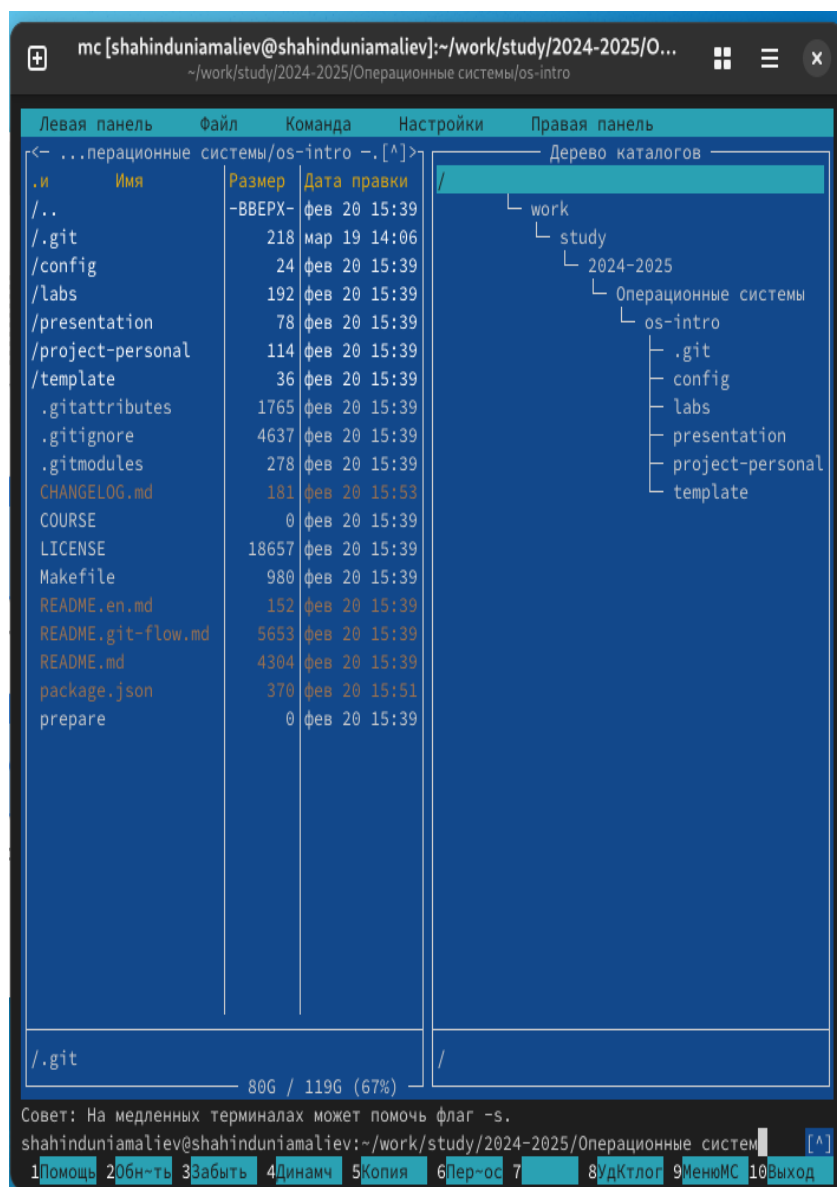 mc [shahinduniamaliev@shahinduniamaliev]:~/work/study/2024-2025/О...
~/work/study/2024-2025/Операционные системы/os-intro
Левая панель Файл Команда Настройки Правая панель
<— ...перационные системы/os-intro —.[^]>
.и Имя Размер Дата правки
/.. -ВВЕРХ- фев 20 15:39
/.git 218 мар 19 14:06
/config 24 фев 20 15:39
/labs 192 фев 20 15:39
/presentation 78 фев 20 15:39
/project-personal 114 фев 20 15:39
/template 36 фев 20 15:39
.gitattributes 1765 фев 20 15:39
.gitignore 4637 фев 20 15:39
.gitmodules 278 фев 20 15:39
CHANGELOG.md 181 фев 20 15:53
COURSE 0 фев 20 15:39
LICENSE 18657 фев 20 15:39
Makefile 980 фев 20 15:39
README.en.md 152 фев 20 15:39
README.git-flow.md 5653 фев 20 15:39
README.md 4304 фев 20 15:39
package.json 370 фев 20 15:51
prepare 0 фев 20 15:39
/.git
80G / 119G (67%)
Дерево каталогов
/
work
study
2024-2025
Операционные системы
os-intro
.git
config
labs
presentation
project-personal
template
/
Совет: На медленных терминалах может помочь флаг -s.
shahinduniamaliev@shahinduniamaliev:~/work/study/2024-2025/Операционные систем [^]
1Помощь 2Обн~ть 3Забыть 4Динамч 5Копия 6Пер~ос 7 8УдКтлог 9МенюMC 10Выход